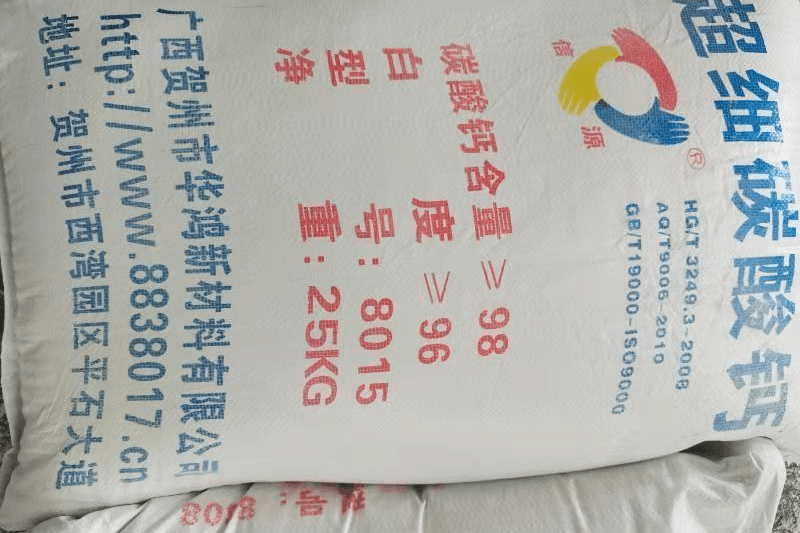 超细碳酸钙
信源
®
HG/T 3249.3-2008
AQ/T9006-2010
GB/T19000-ISO9000
碳酸钙含量≥98
白度≥96
型号:8015
净重:25KG
广西贺州市华鸿新材料有限公司
http://www.8838017.cn
地址:贺州市西湾园区平石大道